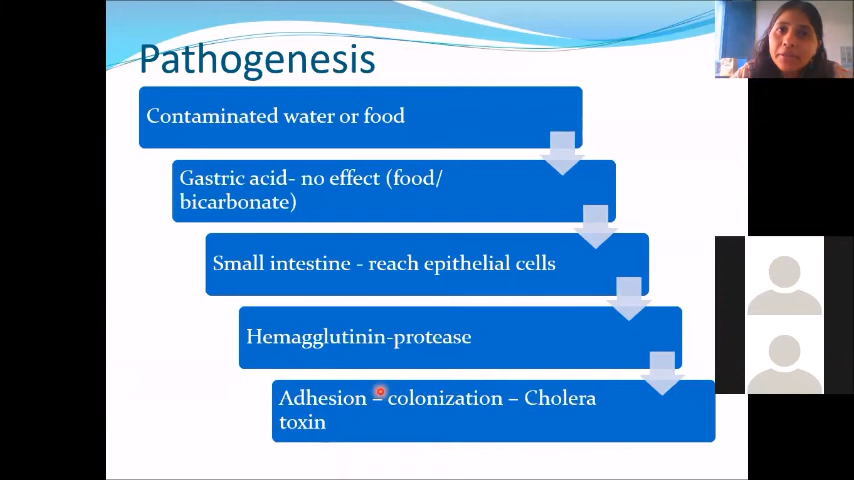 Pathogenesis
Contaminated water or food
Gastric acid- no effect (food/
bicarbonate)
Small intestine - reach epithelial cells
Hemagglutinin-protease
Adhesion – colonization – Cholera
toxin